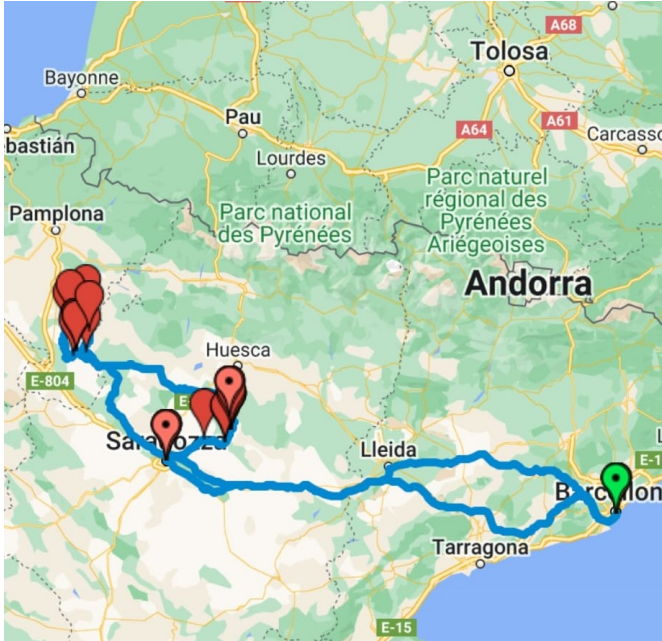 A68
Tolosa
Bayonne
A64
A61
Pau
Carcasso
bastián
Lourdes
Parc naturel
régional des
Pyrénées
Ariégeoises
Pamplona
Parc national
des Pyrénées
Andorra
Huesca
E-804
Lleida
E-1
Tarragona
E-15